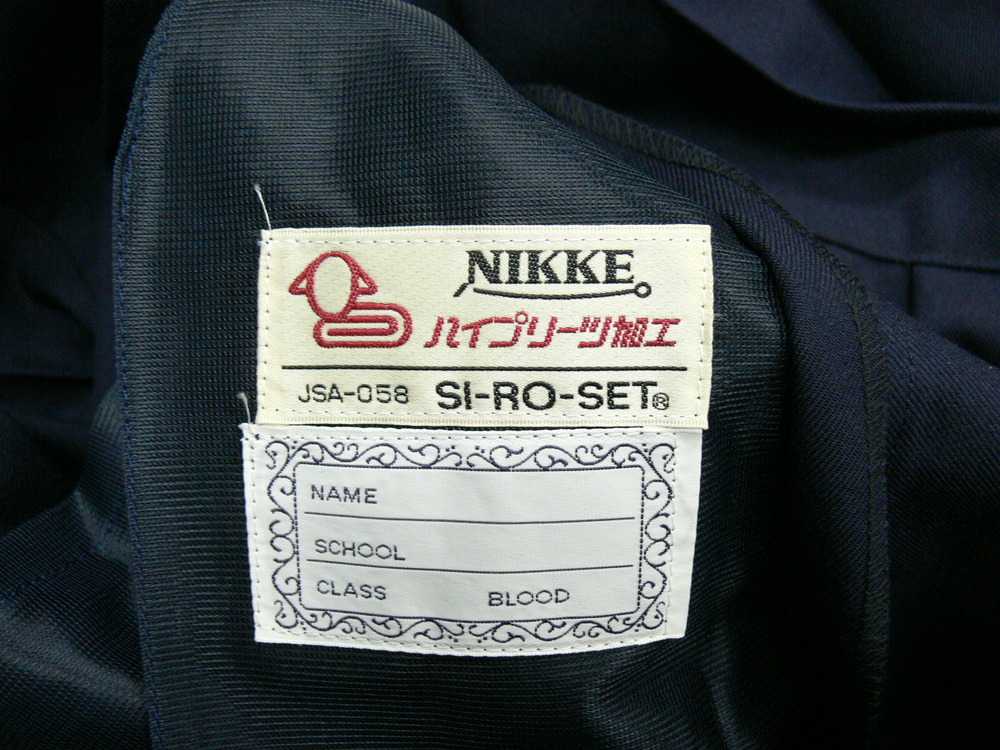 NIKKE
ハイプリーツ加工
JSA-058 SI-RO-SET®
NAME
SCHOOL
CLASS BLOOD